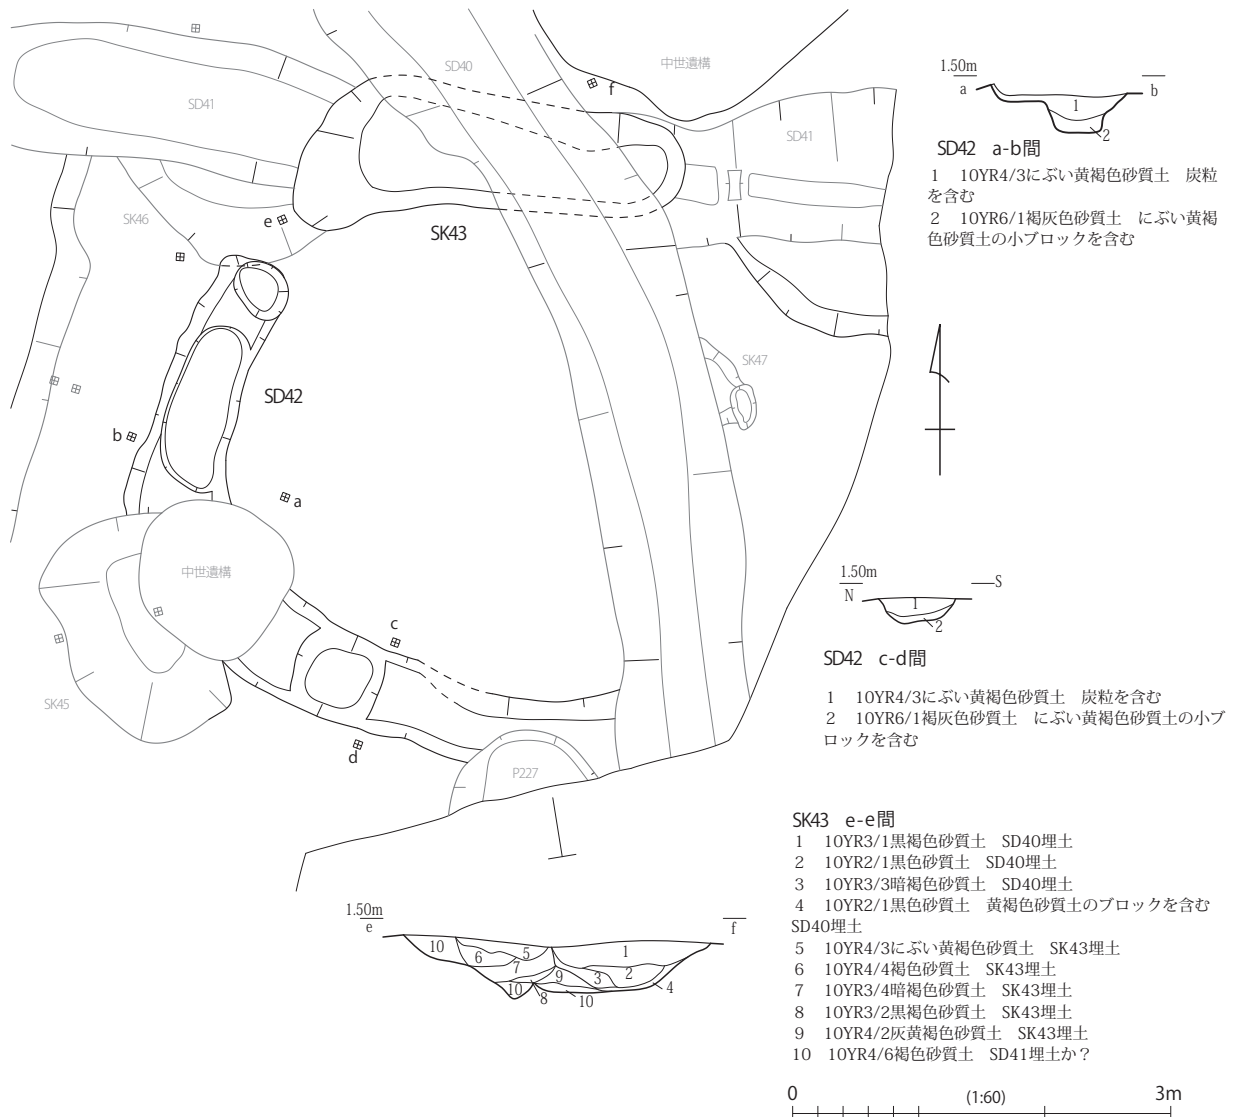 SD41
SD40
中世遺構
f
SD41
SK46
e
SK43
SK47
SD42
b
a
中世遺構
c
SK45
d
P227
1.50m
a
b
1
2
SD42 a-b間
1 10YR4/3にぶい黄褐色砂質土 炭粒
を含む
2 10YR6/1褐灰色砂質土 にぶい黄褐
色砂質土の小ブロックを含む
1.50m
N
S
1
2
SD42 c-d間
1 10YR4/3にぶい黄褐色砂質土 炭粒を含む
2 10YR6/1褐灰色砂質土 にぶい黄褐色砂質土の小ブ
ロックを含む
SK43 e-e間
1 10YR3/1黒褐色砂質土 SD40埋土
2 10YR2/1黒色砂質土 SD40埋土
3 10YR3/3暗褐色砂質土 SD40埋土
4 10YR2/1黒色砂質土 黄褐色砂質土のブロックを含む
SD40埋土
5 10YR4/3にぶい黄褐色砂質土 SK43埋土
6 10YR4/4褐色砂質土 SK43埋土
7 10YR3/4暗褐色砂質土 SK43埋土
8 10YR3/2黒褐色砂質土 SK43埋土
9 10YR4/2灰黄褐色砂質土 SK43埋土
10 10YR4/6褐色砂質土 SD41埋土か？
1.50m
e
f
10
6
5
7
1
9
3
2
10
8
10
4
0 (1:60) 3m